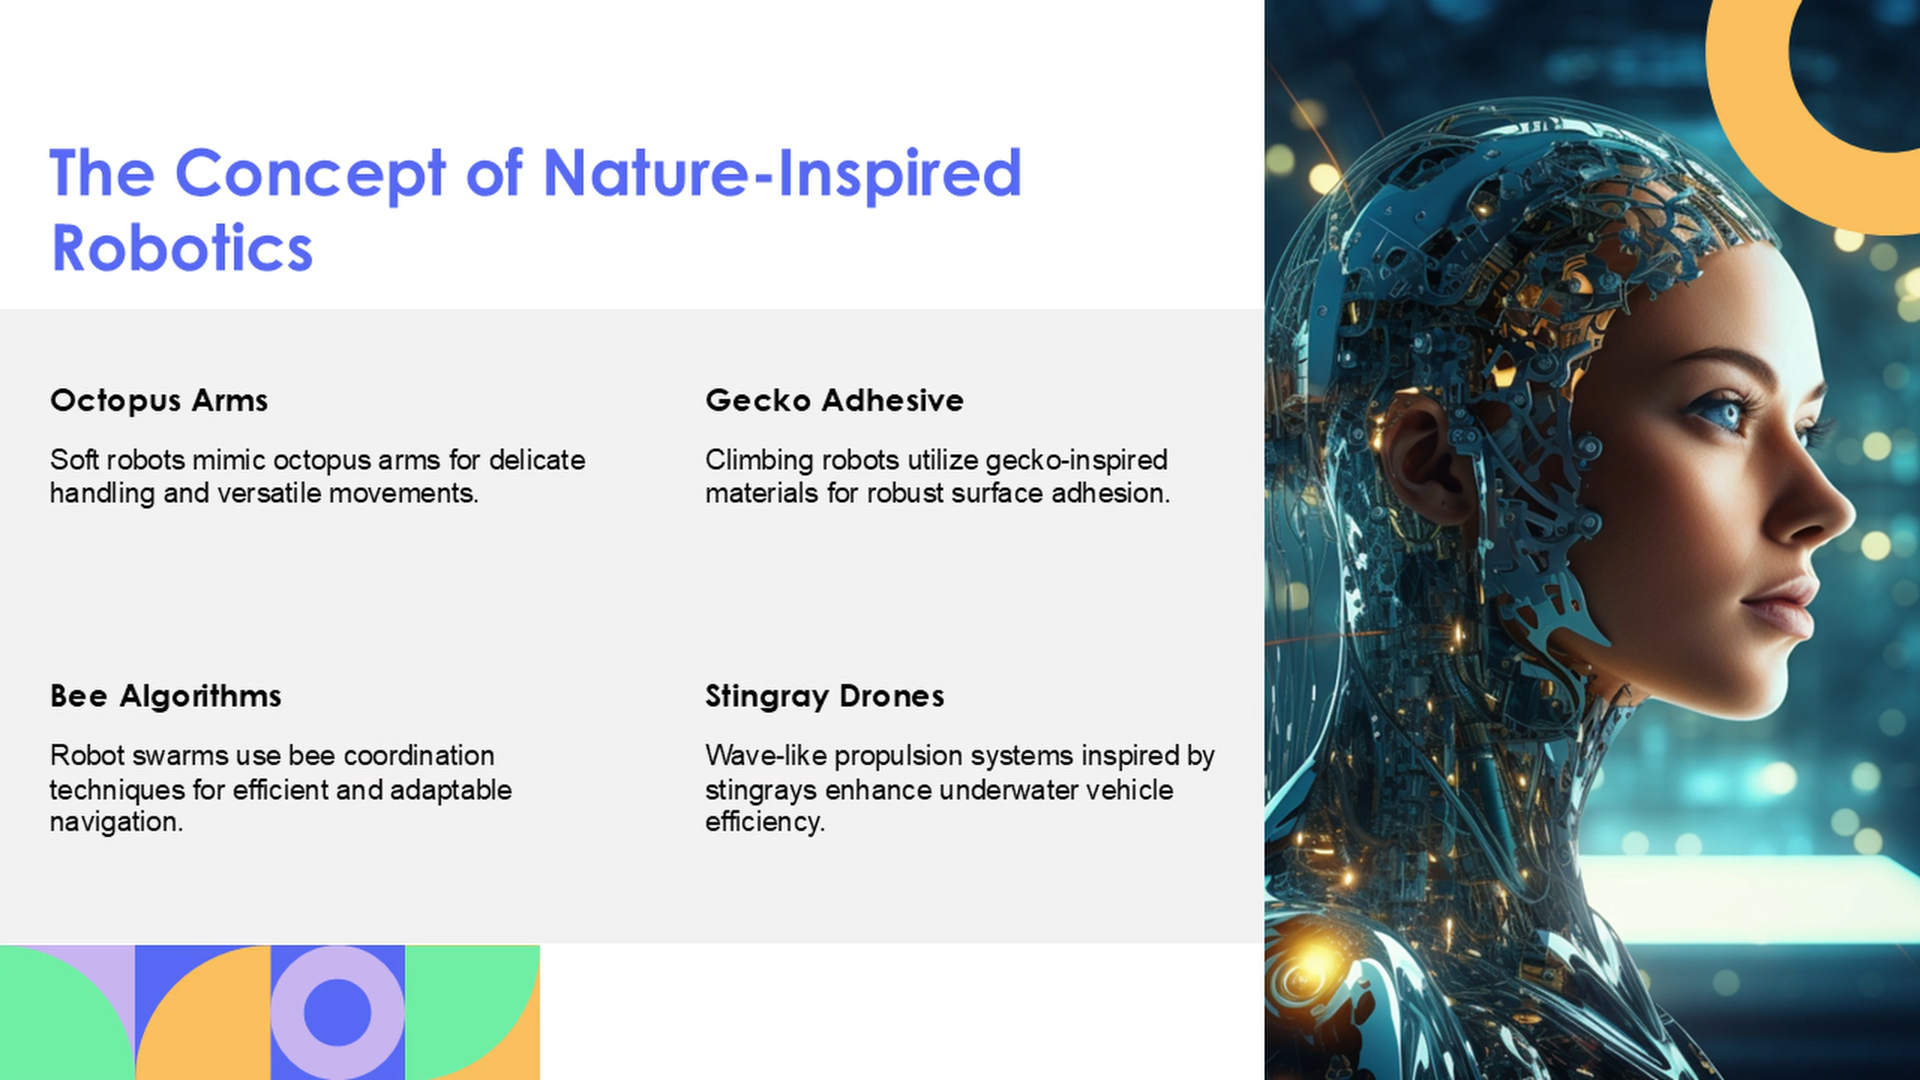 The Concept of Nature-Inspired
Robotics
Octopus Arms
Soft robots mimic octopus arms for delicate
handling and versatile movements.
Gecko Adhesive
Climbing robots utilize gecko-inspired
materials for robust surface adhesion.
Bee Algorithms
Robot swarms use bee coordination
techniques for efficient and adaptable
navigation.
Stingray Drones
Wave-like propulsion systems inspired by
stingrays enhance underwater vehicle
efficiency.